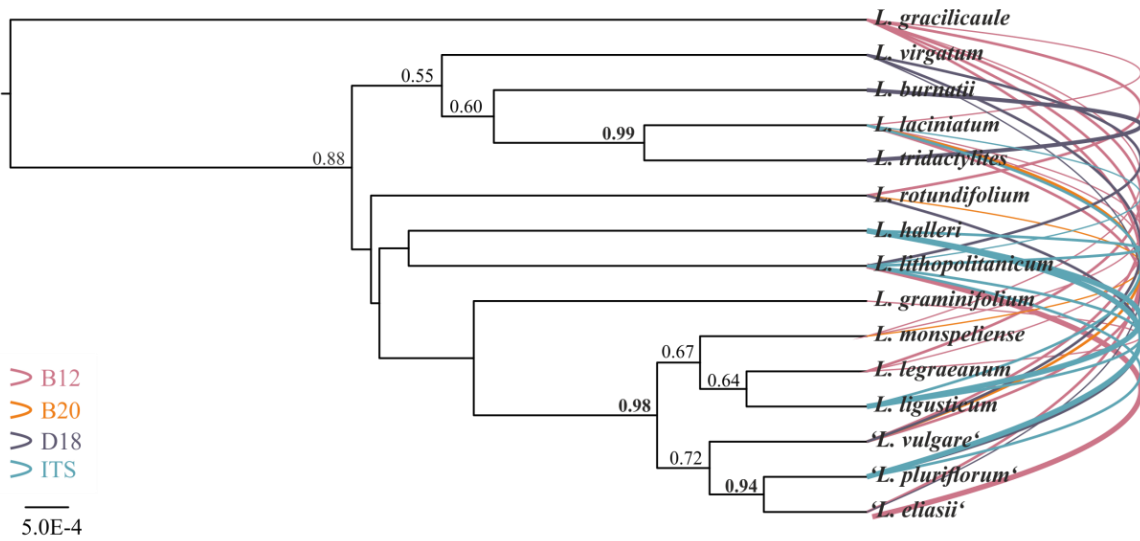 L. gracilicaule
L. virgatum
0.55
L. burnatii
0.60
L. laciniatum
0.99
0.88
L. tridactylites
L. rotundifolium
L. halleri
L. lithopolitanicum
L. graminifolium
L. monspeliense
0.67
L. legraeanum
0.64
L. ligusticum
0.98
‘L. vulgare‘
0.72
‘L. pluriflorum‘
0.94
‘L. eliasii‘
B12
B20
D18
ITS
5.0E-4